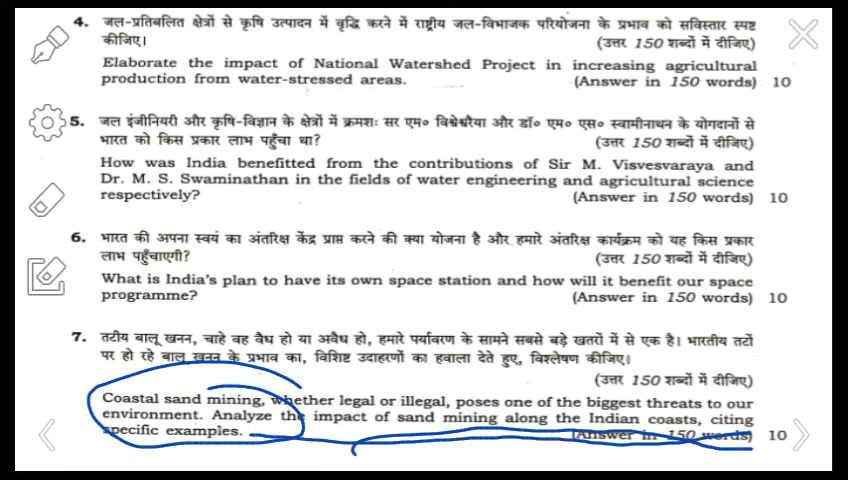 4. जल-प्रतिबलित क्षेत्रों से कृषि उत्पादन में वृद्धि करने में राष्ट्रीय जल-विभाजक परियोजना के प्रभाव को सविस्तार स्पष्ट
कीजिए। (उत्तर 150 शब्दों में दीजिए)
Elaborate the impact of National Watershed Project in increasing agricultural
production from water-stressed areas. (Answer in 150 words) 10
5. जल इंजीनियरी और कृषि-विज्ञान के क्षेत्रों में क्रमशः सर एम० विश्वेश्वरैया और डॉ० एम० एस० स्वामीनाथन के योगदानों से
भारत को किस प्रकार लाभ पहुँचा था? (उत्तर 150 शब्दों में दीजिए)
How was India benefitted from the contributions of Sir M. Visvesvaraya and
Dr. M. S. Swaminathan in the fields of water engineering and agricultural science
respectively? (Answer in 150 words) 10
6. भारत की अपना स्वयं का अंतरिक्ष केंद्र प्राप्त करने की क्या योजना है और हमारे अंतरिक्ष कार्यक्रम को यह किस प्रकार
लाभ पहुँचाएगी? (उत्तर 150 शब्दों में दीजिए)
What is India's plan to have its own space station and how will it benefit our space
programme? (Answer in 150 words) 10
7. तटीय बालू खनन, चाहे वह वैध हो या अवैध हो, हमारे पर्यावरण के सामने सबसे बड़े खतरों में से एक है। भारतीय तटों
पर हो रहे बालू खनन के प्रभाव का, विशिष्ट उदाहरणों का हवाला देते हुए, विश्लेषण कीजिए।
(उत्तर 150 शब्दों में दीजिए)
Coastal sand mining, whether legal or illegal, poses one of the biggest threats to our
environment. Analyze the impact of sand mining along the Indian coasts, citing
specific examples. (Answer in 150 words) 10